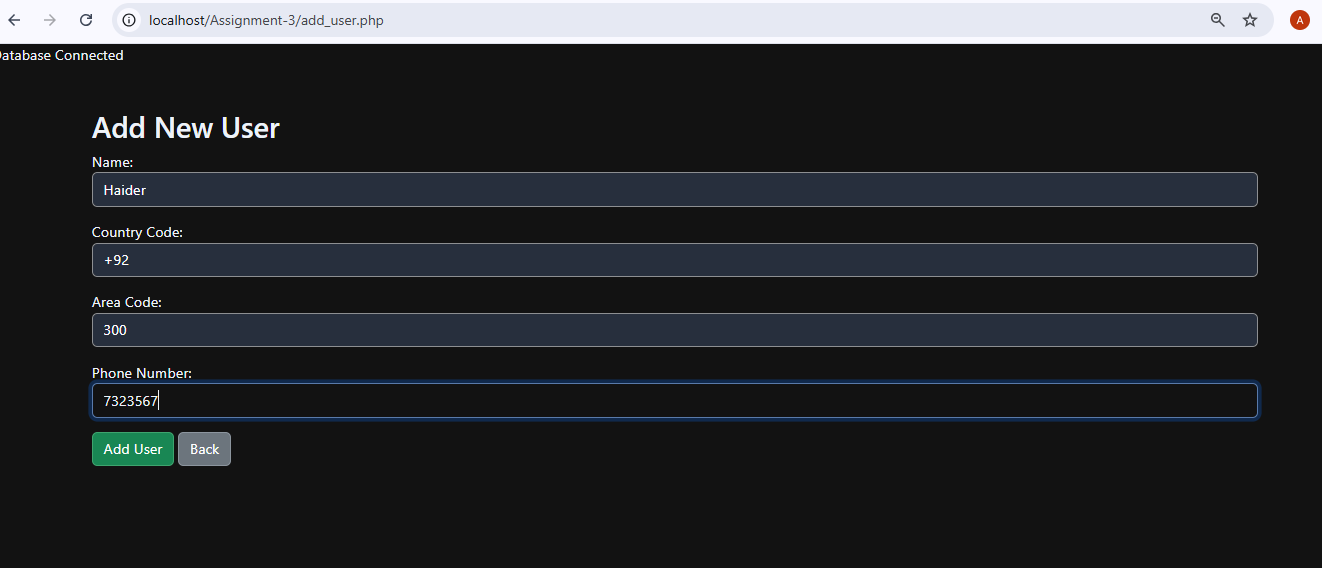 localhost/Assignment-3/add_user.php
A
Database Connected
Add New User
Name:
Haider
Country Code:
+92
Area Code:
300
Phone Number:
7323567
Add User Back